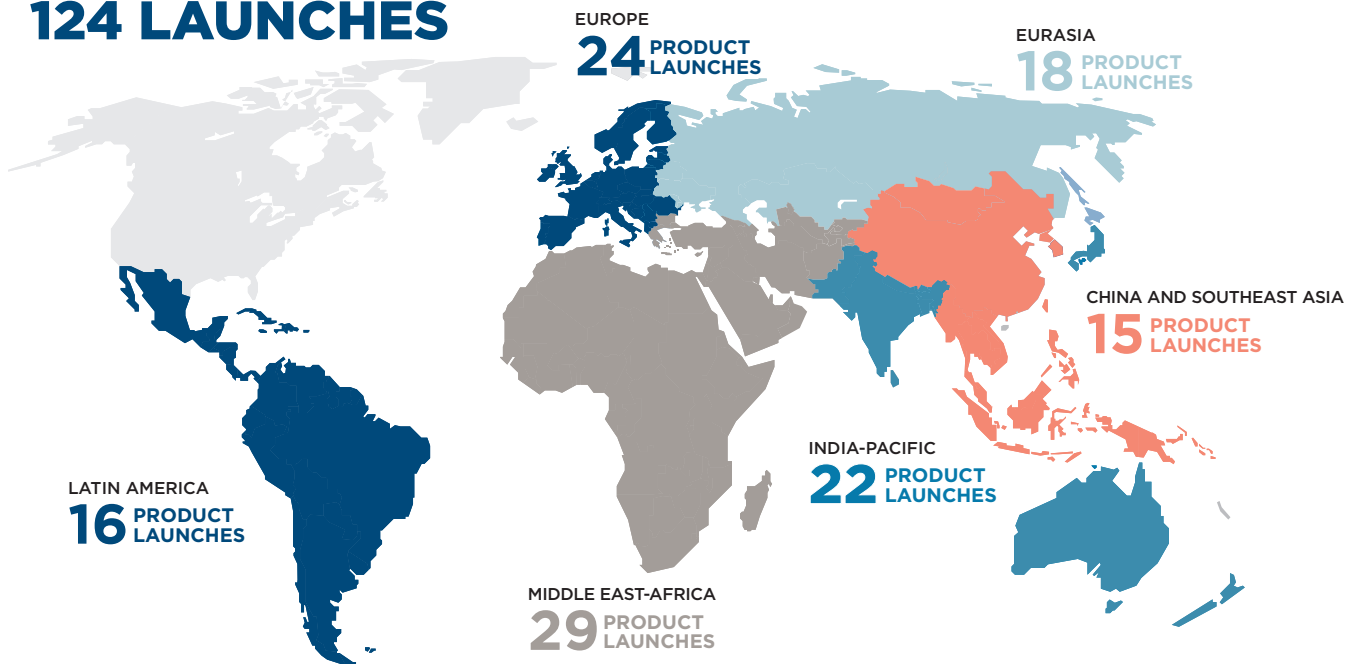 124 LAUNCHES
EUROPE
24 PRODUCT
LAUNCHES
EURASIA
18 PRODUCT
LAUNCHES
CHINA AND SOUTHEAST ASIA
15 PRODUCT
LAUNCHES
INDIA-PACIFIC
22 PRODUCT
LAUNCHES
LATIN AMERICA
16 PRODUCT
LAUNCHES
MIDDLE EAST-AFRICA
29 PRODUCT
LAUNCHES